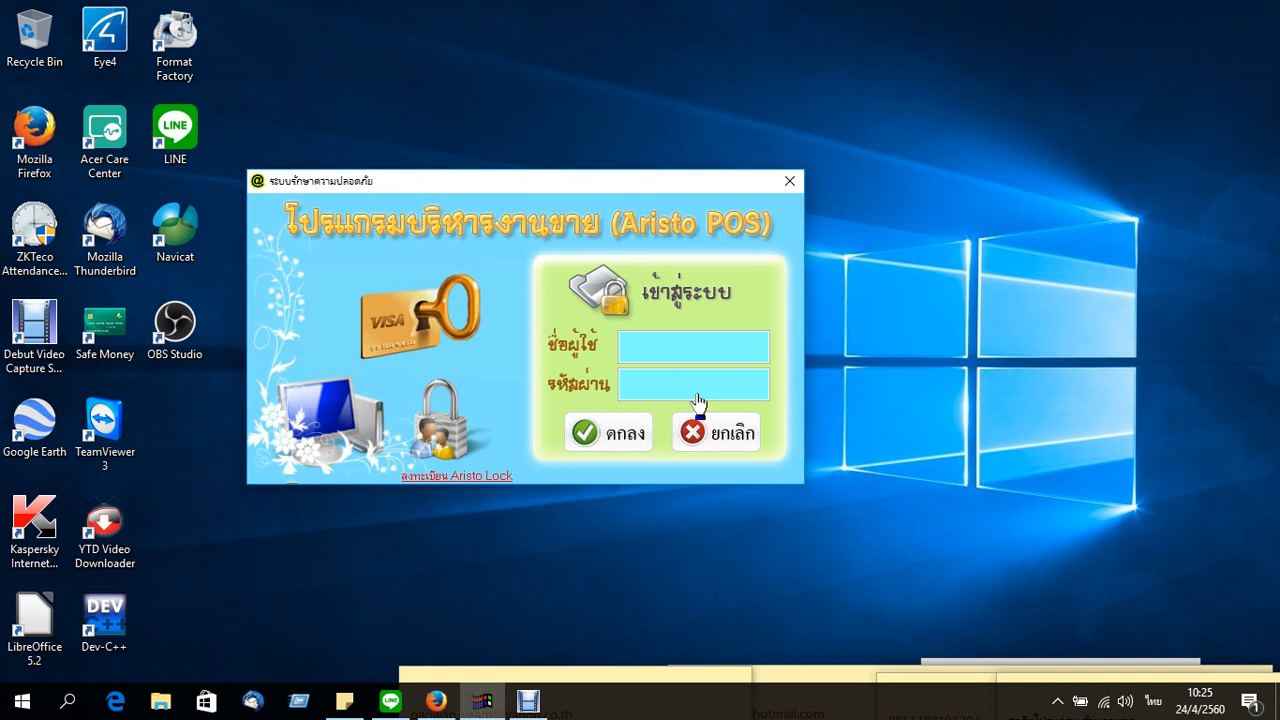 Recycle Bin
Eye4
Format
Factory
Mozilla
Firefox
Acer Care
Center
LINE
LINE
ZKTeco
Attendance...
Mozilla
Thunderbird
Navicat
Debut Video
Capture S...
Safe Money
OBS Studio
Google Earth
TeamViewer
3
Kaspersky
Internet...
YTD Video
Downloader
LibreOffice
5.2
DEV
C++
Dev-C++
ระบบรักษาความปลอดภัย
โปรแกรมบริหารงานขาย (Aristo POS)
VISA
เข้าสู่ระบบ
ชื่อผู้ใช้
รหัสผ่าน
ตกลง
ยกเลิก
ลงทะเบียน Aristo Lock
hotmail.com
ไทย
10:25
24/4/2560
1